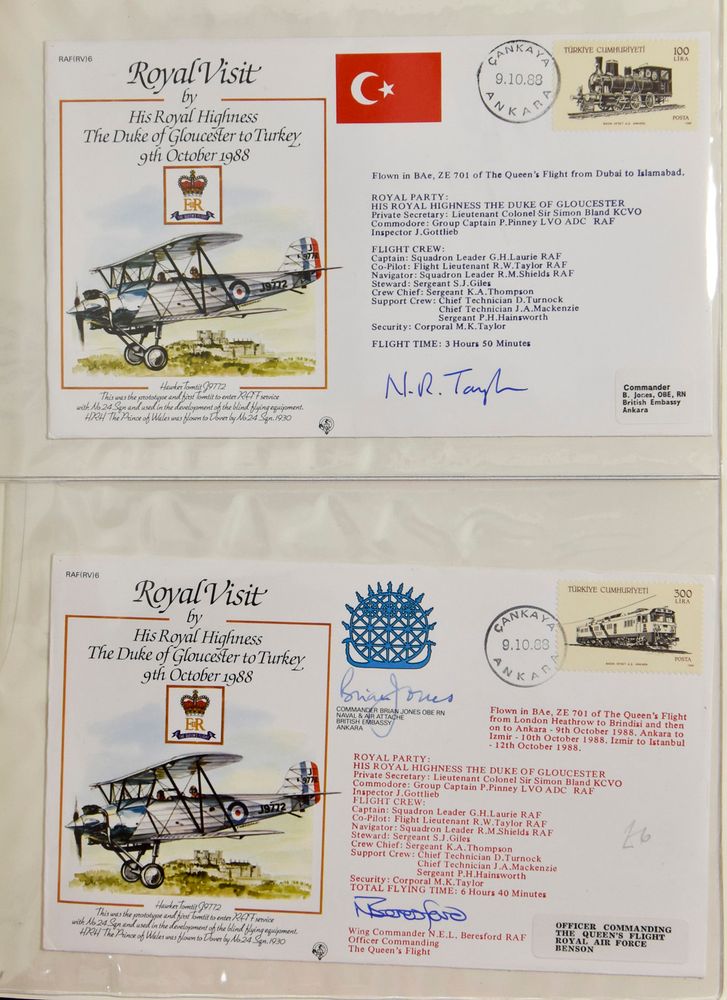 RAF(RV)6
Royal Visit
by
His Royal Highness
The Duke of Gloucester to Turkey
9th October 1988
E II R
J9772
Hawker Tomtit J9772
This was the prototype and first Tomtit to enter RAF service
with No.24 Sqn and used in the development of the blind flying equipment.
HRH The Prince of Wales was flown to Dover by No.24 Sqn. 1930
ÇANKAYA
9.10.88
ANKARA
TÜRKİYE CUMHURİYETİ
100
LİRA
POSTA
Flown in BAe, ZE 701 of The Queen's Flight from Dubai to Islamabad.
ROYAL PARTY:
HIS ROYAL HIGHNESS THE DUKE OF GLOUCESTER
Private Secretary: Lieutenant Colonel Sir Simon Bland KCVO
Commodore: Group Captain P.Pinney LVO ADC RAF
Inspector J.Gottlieb
FLIGHT CREW:
Captain: Squadron Leader G.H.Laurie RAF
Co-Pilot: Flight Lieutenant R.W.Taylor RAF
Navigator: Squadron Leader R.M.Shields RAF
Steward: Sergeant S.J.Giles
Crew Chief: Sergeant K.A.Thompson
Support Crew: Chief Technician D.Turnock
Chief Technician J.A.Mackenzie
Sergeant P.H.Hainsworth
Security: Corporal M.K.Taylor
FLIGHT TIME: 3 Hours 50 Minutes
Commander
B. Jones, OBE, RN
British Embassy
Ankara
RAF(RV)6
Royal Visit
by
His Royal Highness
The Duke of Gloucester to Turkey
9th October 1988
E II R
J9772
Hawker Tomtit J9772
This was the prototype and first Tomtit to enter RAF service
with No.24 Sqn and used in the development of the blind flying equipment.
HRH The Prince of Wales was flown to Dover by No.24 Sqn. 1930
Brian Jones
COMMANDER BRIAN JONES OBE RN
NAVAL & AIR ATTACHE
BRITISH EMBASSY
ANKARA
ÇANKAYA
9.10.88
ANKARA
TÜRKİYE CUMHURİYETİ
300
LİRA
POSTA
Flown in BAe, ZE 701 of The Queen's Flight
from London Heathrow to Brindisi and then
on to Ankara - 9th October 1988. Ankara to
Izmir - 10th October 1988. Izmir to Istanbul
- 12th October 1988.
ROYAL PARTY:
HIS ROYAL HIGHNESS THE DUKE OF GLOUCESTER
Private Secretary: Lieutenant Colonel Sir Simon Bland KCVO
Commodore: Group Captain P.Pinney LVO ADC RAF
Inspector J.Gottlieb
FLIGHT CREW:
Captain: Squadron Leader G.H.Laurie RAF
Co-Pilot: Flight Lieutenant R.W.Taylor RAF
Navigator: Squadron Leader R.M.Shields RAF
Steward: Sergeant S.J.Giles
Crew Chief: Sergeant K.A.Thompson
Support Crew: Chief Technician D.Turnock
Chief Technician J.A.Mackenzie
Sergeant P.H.Hainsworth
Security: Corporal M.K.Taylor
TOTAL FLYING TIME: 6 Hours 40 Minutes
£6
NBeresford
Wing Commander N.E.L. Beresford RAF
Officer Commanding
The Queen's Flight
OFFICER COMMANDING
THE QUEEN'S FLIGHT
ROYAL AIR FORCE
BENSON